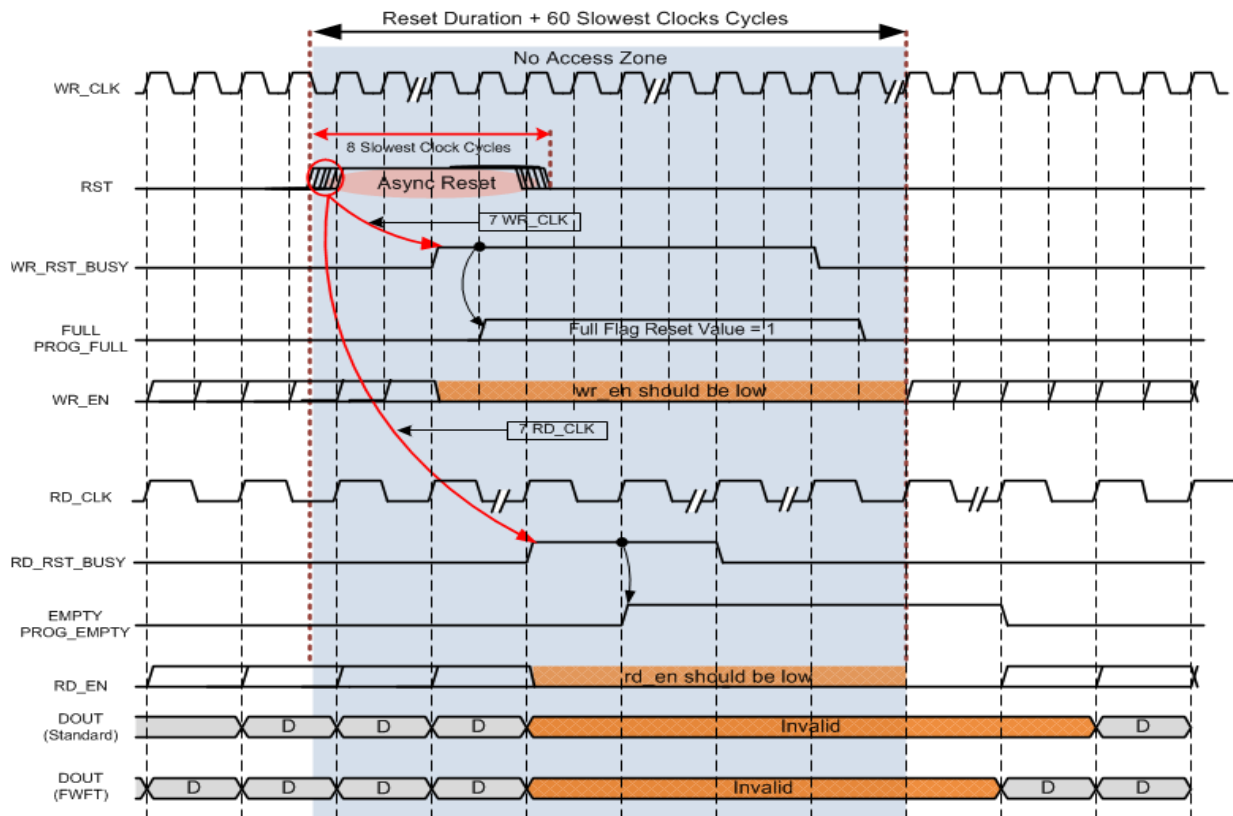 Reset Duration + 60 Slowest Clocks Cycles
No Access Zone
WR_CLK
8 Slowest Clock Cycles
RST
Async Reset
7 WR_CLK
WR_RST_BUSY
FULL
PROG_FULL
Full Flag Reset Value = 1
WR_EN
wr_en should be low
7 RD_CLK
RD_CLK
RD_RST_BUSY
EMPTY
PROG_EMPTY
RD_EN
rd_en should be low
DOUT
(Standard)
D D D Invalid D
DOUT
(FWFT)
D D D D Invalid D D